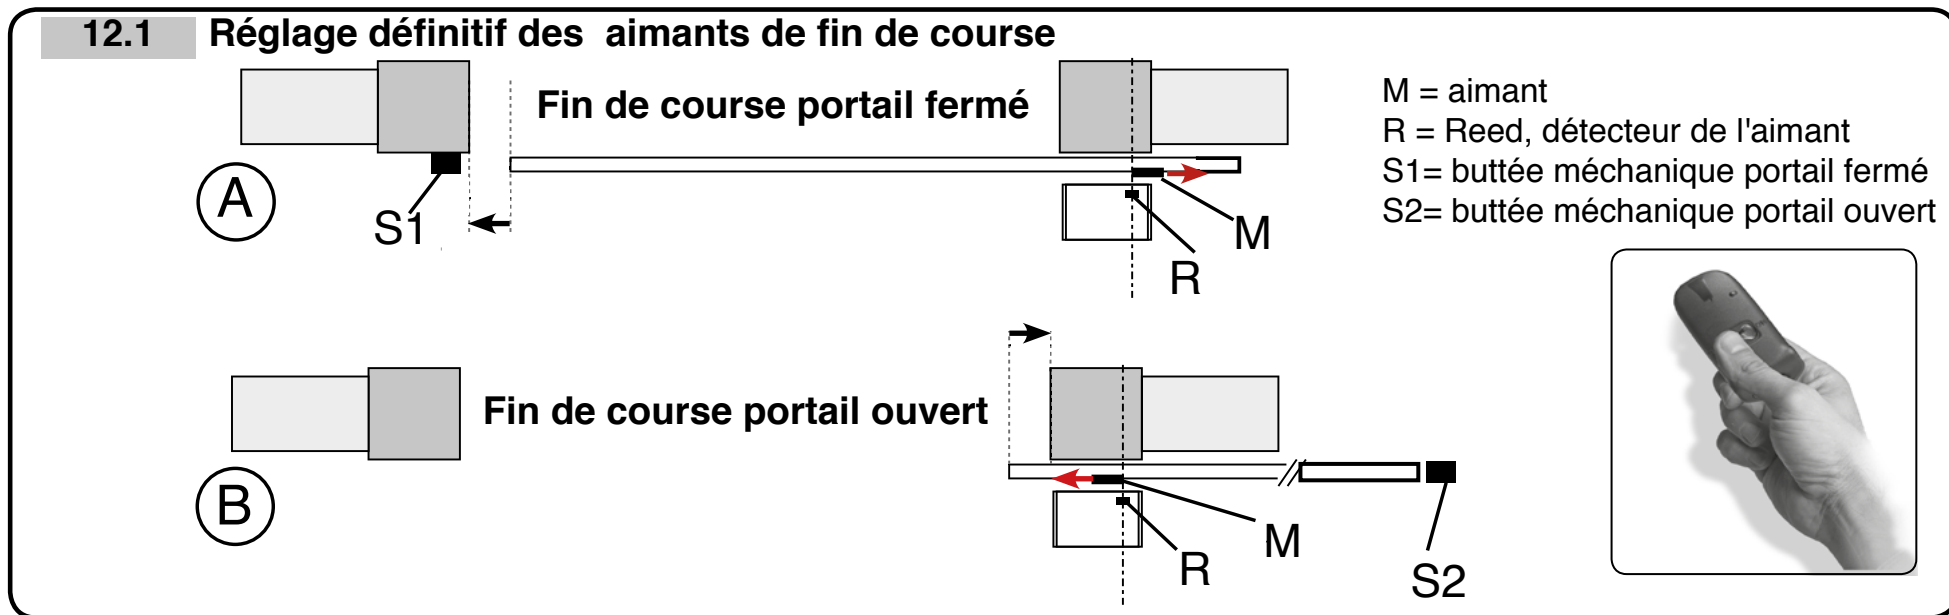 12.1 Réglage définitif des aimants de fin de course
Fin de course portail fermé
M = aimant
R = Reed, détecteur de l'aimant
S1= buttée méchanique portail fermé
S2= buttée méchanique portail ouvert
A
S1
M
R
Fin de course portail ouvert
B
M
R
S2